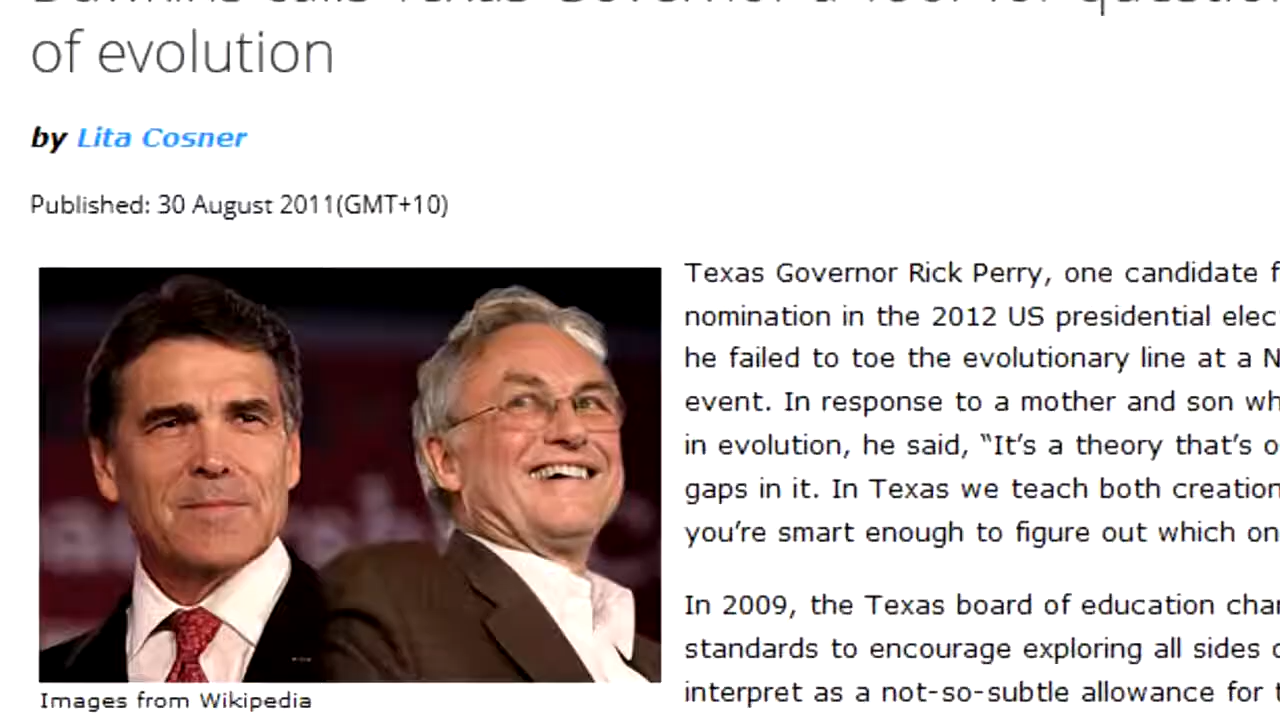 of evolution
by Lita Cosner
Published: 30 August 2011(GMT+10)
Texas Governor Rick Perry, one candidate
nomination in the 2012 US presidential
he failed to toe the evolutionary line at a
event. In response to a mother and son
in evolution, he said, “It’s a theory that’s
gaps in it. In Texas we teach both
you’re smart enough to figure out which
In 2009, the Texas board of education
standards to encourage exploring all sides
interpret as a not-so-subtle allowance for
Images from Wikipedia